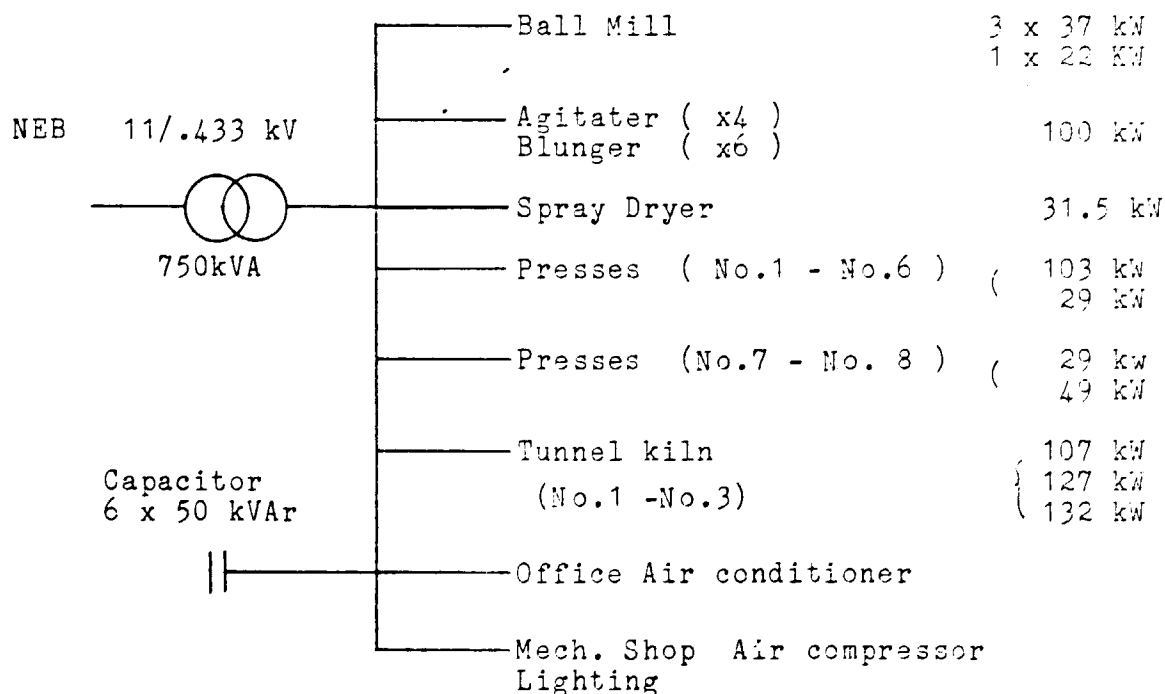 Ball Mill 3 x 37 kW
1 x 22 KW
NEB 11/.433 kV
Agitater ( x4 )
Blunger ( x6 ) 100 kW
Spray Dryer 31.5 kW
750kVA
Presses ( No.1 - No.6 ) ( 103 kW
29 kW
Presses (No.7 - No. 8 ) ( 29 kw
49 kW
Tunnel kiln 107 kW
(No.1 -No.3) { 127 kW
132 kW
Capacitor
6 x 50 kVAr
Office Air conditioner
Mech. Shop Air compressor
Lighting